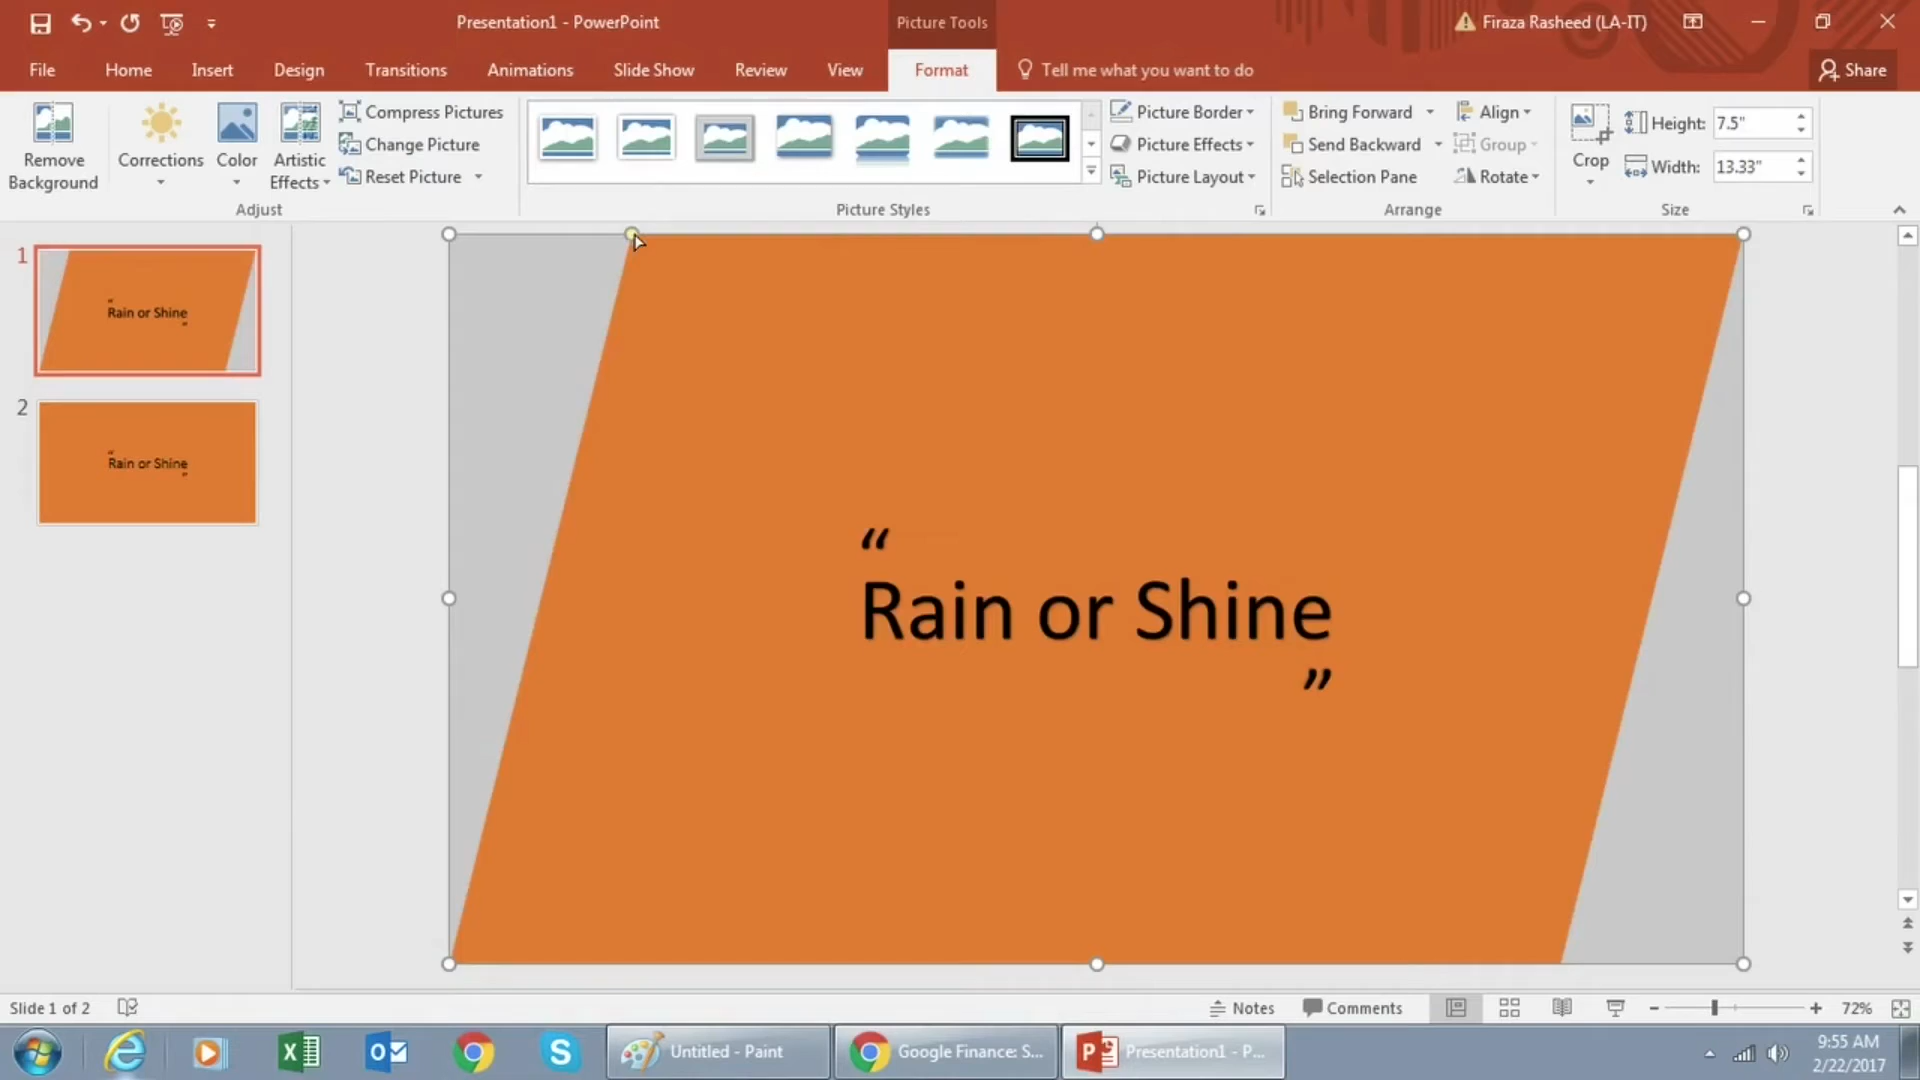 Presentation1 - PowerPoint
Picture Tools
Firaza Rasheed (LA-IT)
File
Home
Insert
Design
Transitions
Animations
Slide Show
Review
View
Format
Tell me what you want to do
Share
Remove Background
Corrections
Color
Artistic Effects
Compress Pictures
Change Picture
Reset Picture
Adjust
Picture Styles
Picture Border
Picture Effects
Picture Layout
Bring Forward
Send Backward
Selection Pane
Align
Group
Rotate
Arrange
Crop
Height: 7.5"
Width: 13.33"
Size
1
“
Rain or Shine
”
2
“
Rain or Shine
”
“
Rain or Shine
”
Slide 1 of 2
Notes
Comments
72%
Untitled - Paint
Google Finance: S...
Presentation1 - P...
9:55 AM
2/22/2017